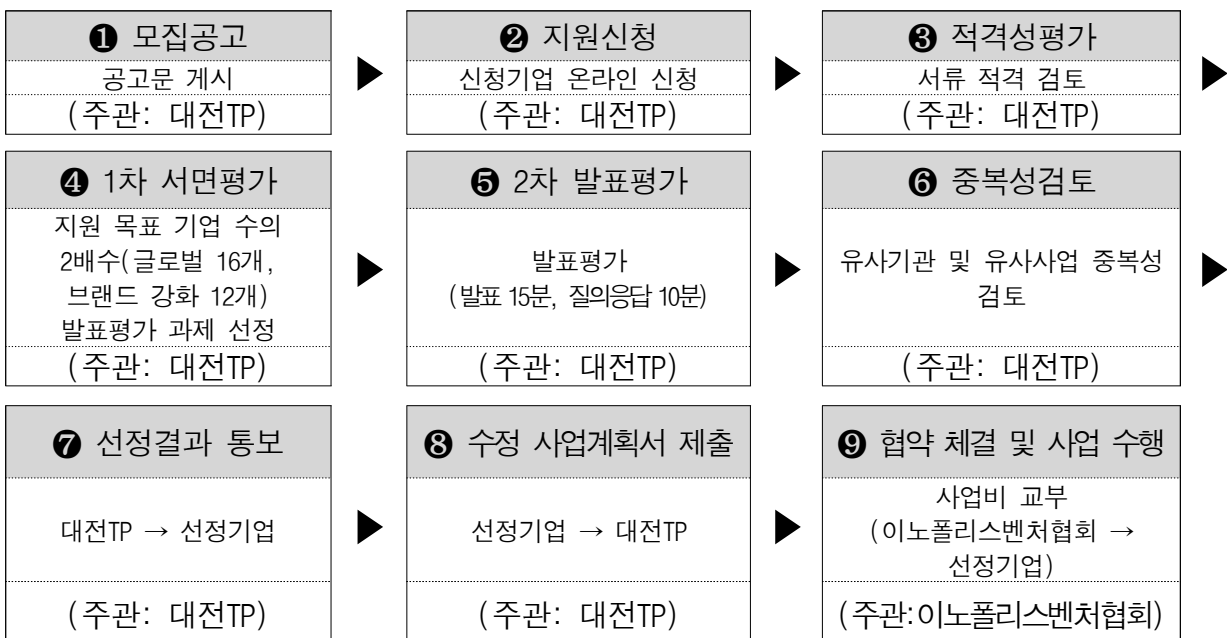 ❶ 모집공고
공고문 게시
(주관: 대전TP)
▶
❷ 지원신청
신청기업 온라인 신청
(주관: 대전TP)
▶
❸ 적격성평가
서류 적격 검토
(주관: 대전TP)
▶
❹ 1차 서면평가
지원 목표 기업 수의
2배수(글로벌 16개,
브랜드 강화 12개)
발표평가 과제 선정
(주관: 대전TP)
▶
❺ 2차 발표평가
발표평가
(발표 15분, 질의응답 10분)
(주관: 대전TP)
▶
❻ 중복성검토
유사기관 및 유사사업 중복성
검토
(주관: 대전TP)
▶
❼ 선정결과 통보
대전TP → 선정기업
(주관: 대전TP)
▶
❽ 수정 사업계획서 제출
선정기업 → 대전TP
(주관: 대전TP)
▶
❾ 협약 체결 및 사업 수행
사업비 교부
(이노폴리스벤처협회 →
선정기업)
(주관:이노폴리스벤처협회)